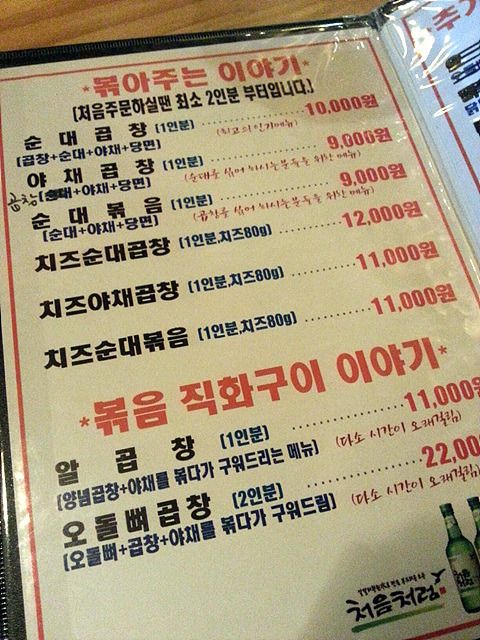 *볶아주는 이야기*
[처음주문하실땐 최소 2인분 부터입니다.]
순대곱창 (1인분) ·········· 10,000원
[곱창+순대+야채+당면] (최고의 인기메뉴)
야채곱창 (1인분) ·········· 9,000원
곱창+야채+당면) (순대를 싫어 하시는분들을 위한 메뉴)
순대볶음 (1인분) ·········· 9,000원
[순대+야채+당면) (곱창을 싫어 하시는분들을 위한 메뉴)
치즈순대곱창 (1인분,치즈80g) ·········· 12,000원
치즈야채곱창 (1인분,치즈80g) ·········· 11,000원
치즈순대볶음 (1인분,치즈80g) ·········· 11,000원
*볶음 직화구이 이야기*
알곱창 (1인분) ·········· 11,000원
[양념곱창+야채를 볶다가 구워드리는 메뉴) (다소 시간이 오래걸림)
오돌뼈곱창 (2인분) ·········· 22,00
[오돌뼈+곱창+야채를 볶다가 구워드림) (다소 시간이 오래걸림)
처음처럼
추